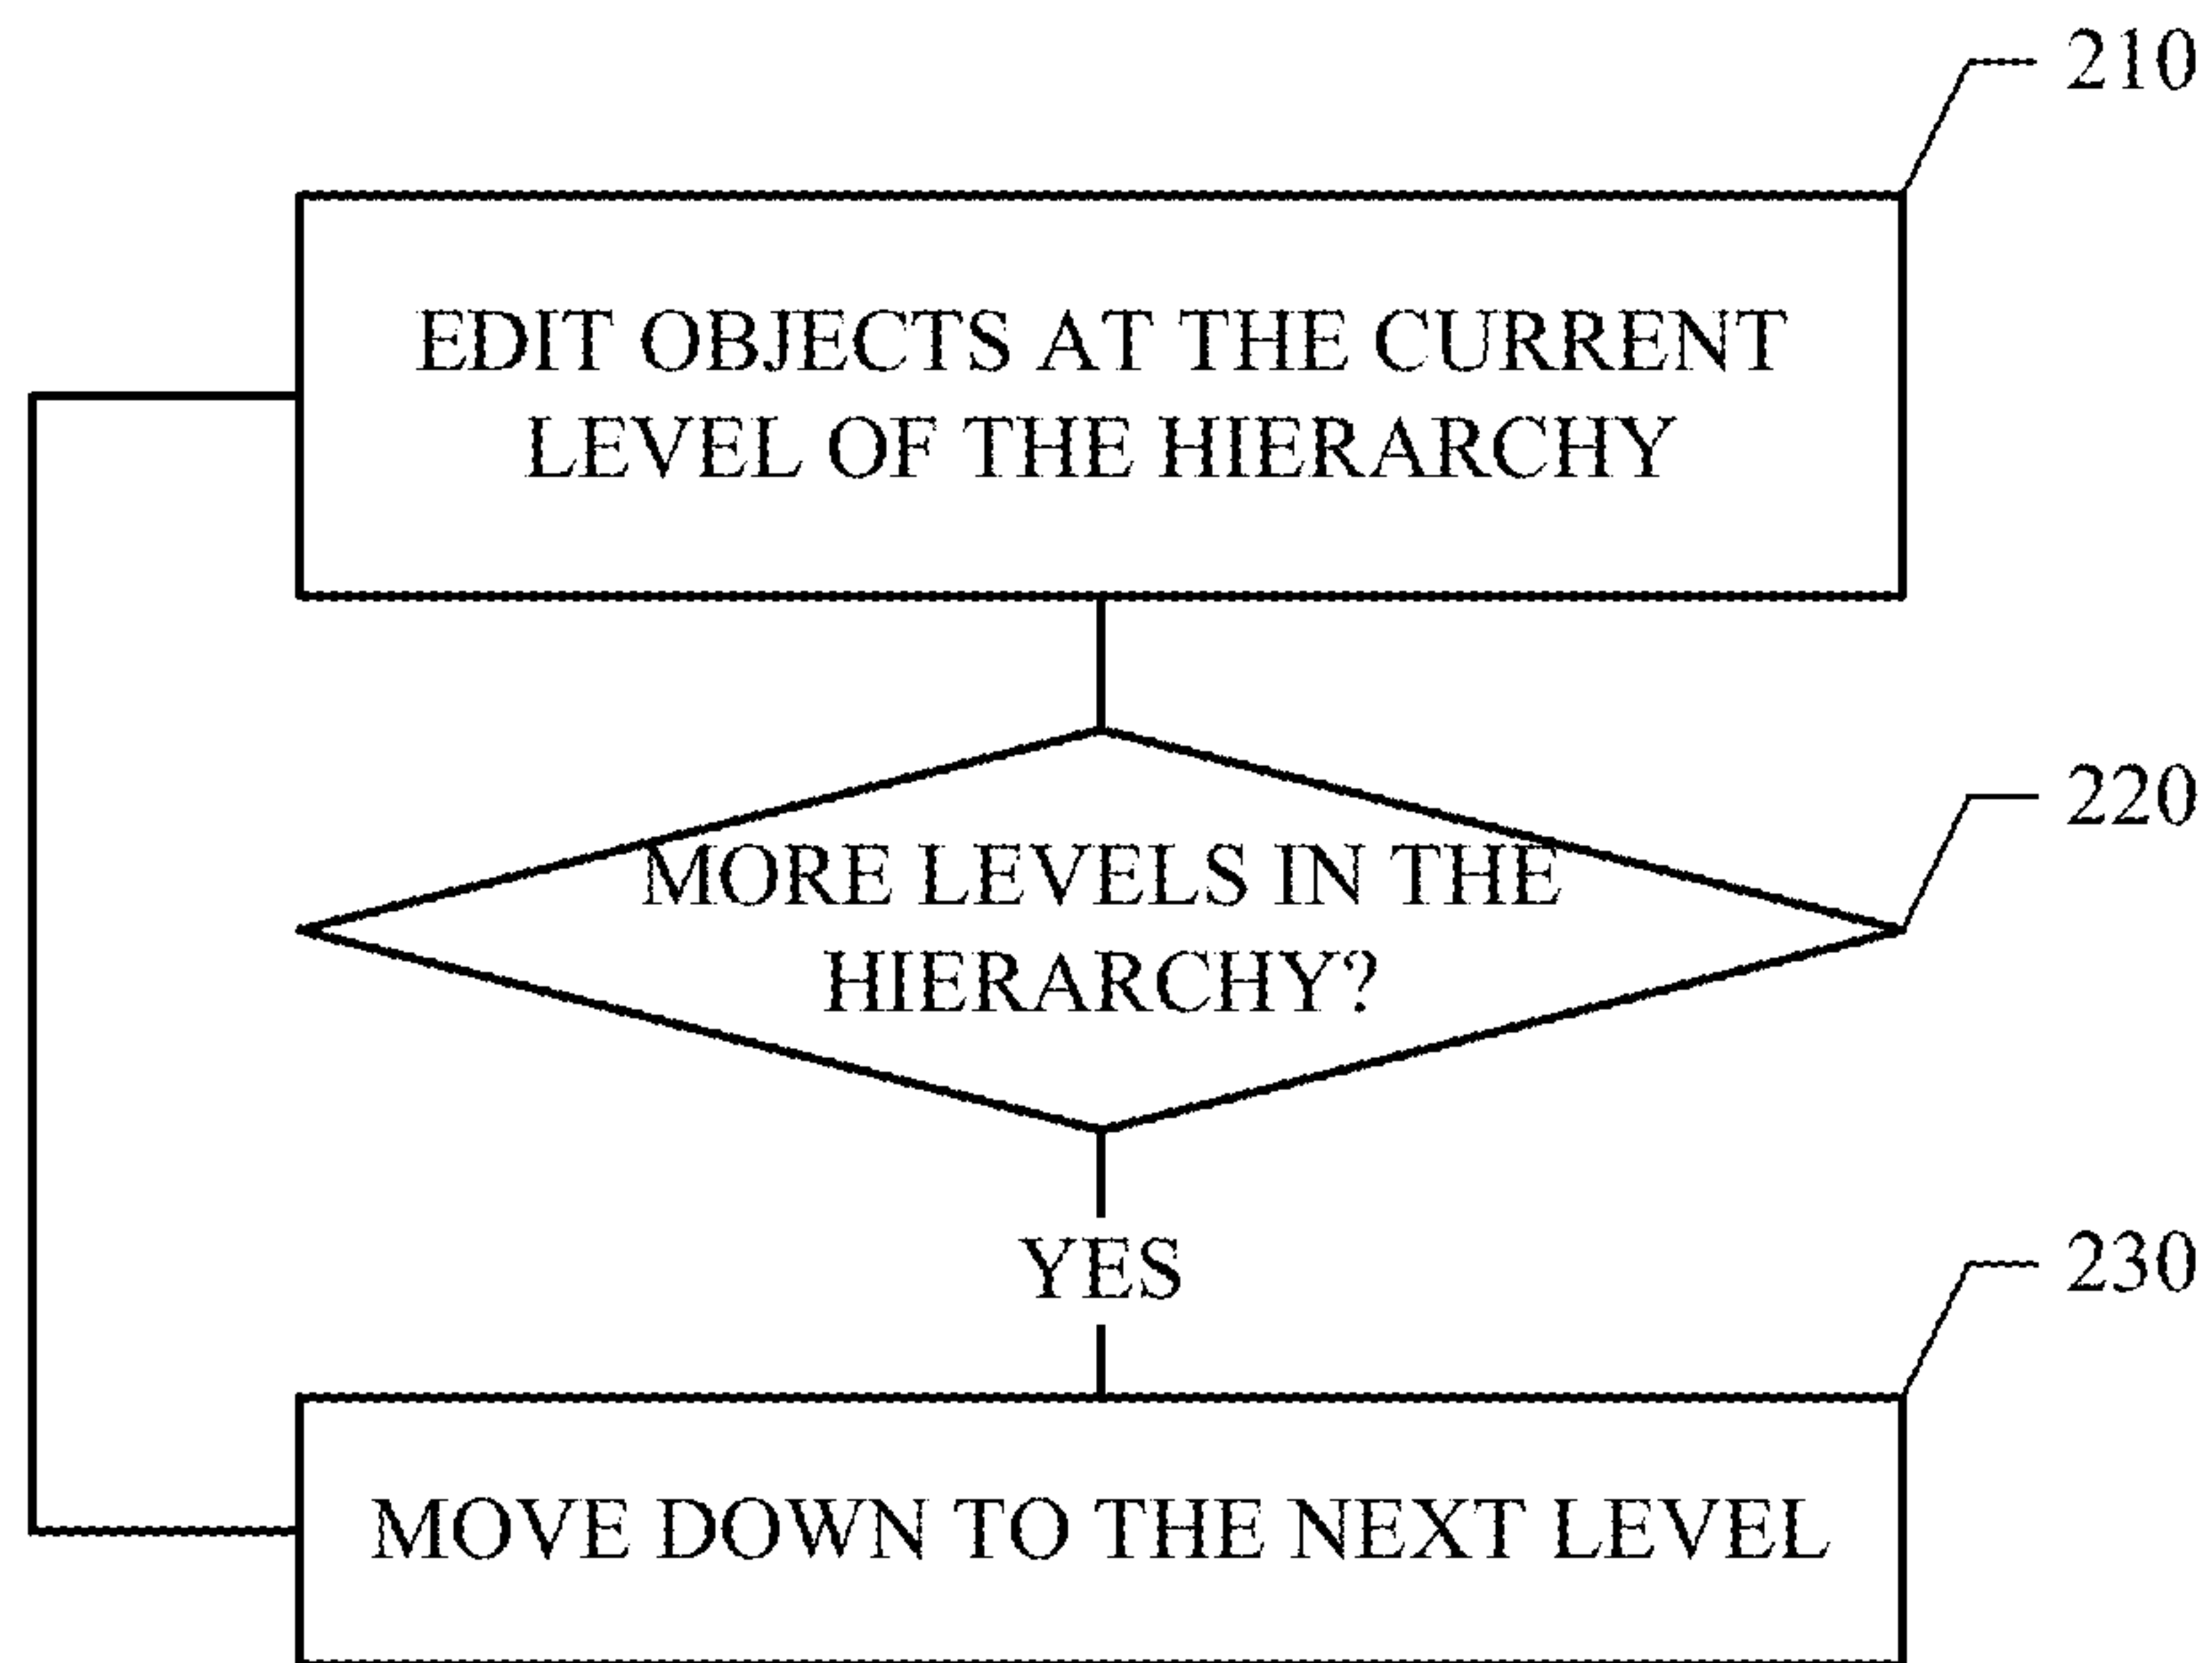 210
EDIT OBJECTS AT THE CURRENT
LEVEL OF THE HIERARCHY
220
MORE LEVELS IN THE
HIERARCHY?
YES
230
MOVE DOWN TO THE NEXT LEVEL